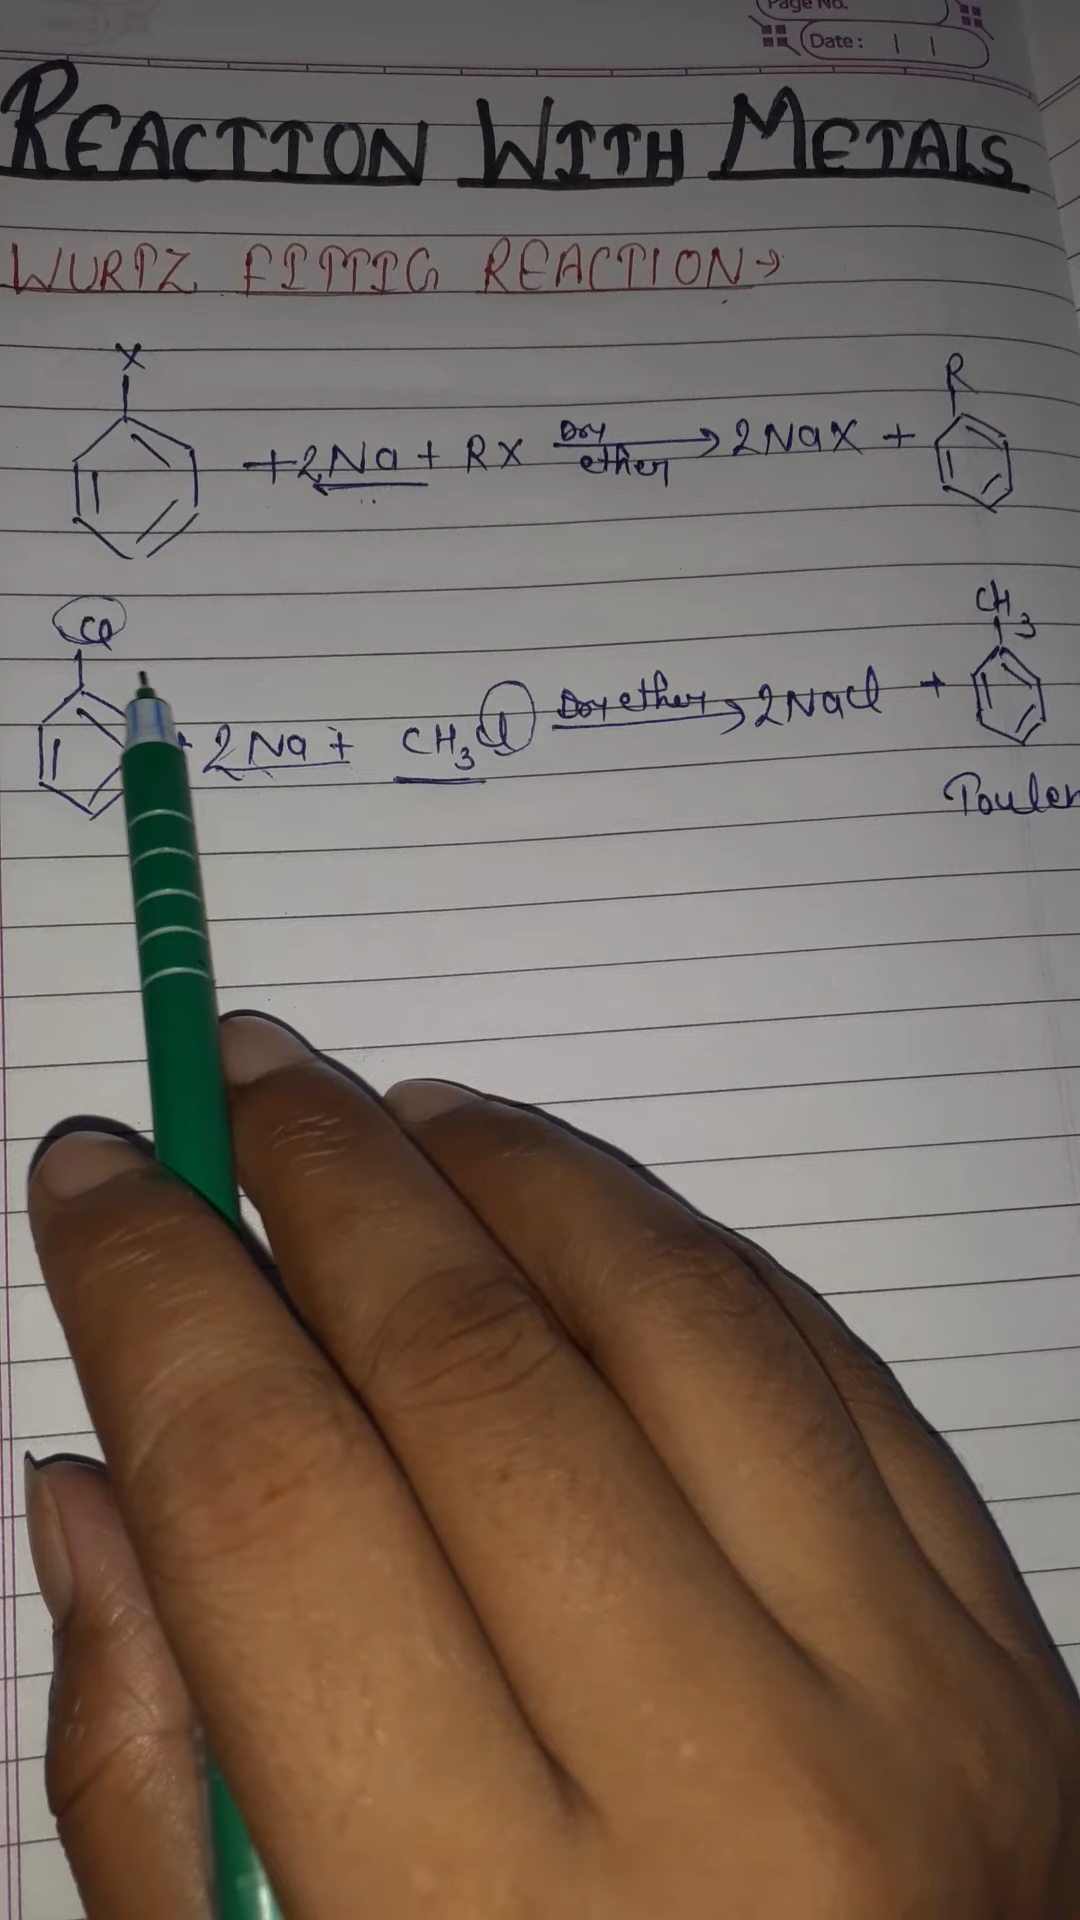 Page No.
Date:
REACTION WITH METALS
WURTZ FITTIG REACTION →
X
R
+ 2Na + RX Dry ether → 2NaX +
Cl
CH3
+ 2Na + CH3Cl Dry ether → 2NaCl +
Toulen